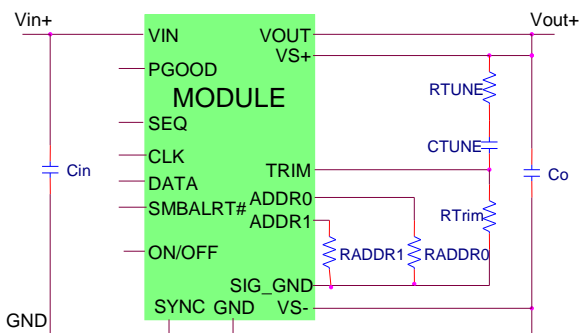 Vin+
Vout+
VIN
VOUT
VS+
PGOOD
RTUNE
MODULE
SEQ
CTUNE
CLK
TRIM
Cin
Co
DATA
ADDR0
SMBALRT#
RTrim
ADDR1
ON/OFF
RADDR1
RADDR0
SIG_GND
SYNC
GND
VS-
GND